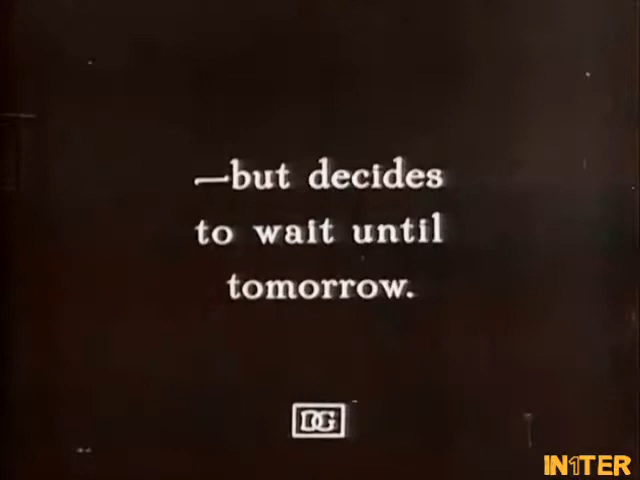 —but decides
to wait until
tomorrow.
DG
IN1TER